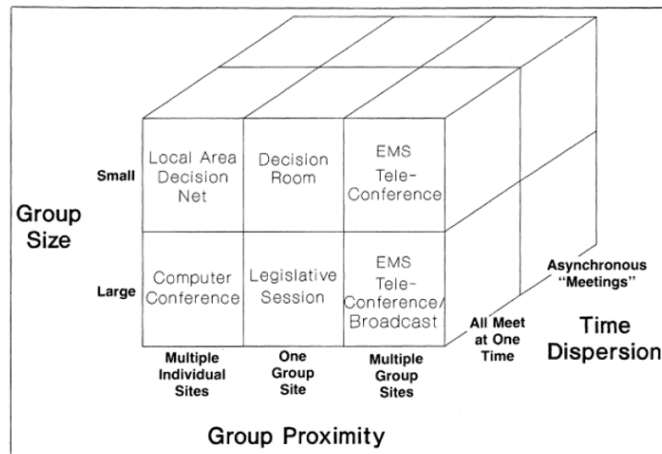 Group
Size
Small
Large
Local Area
Decision
Net
Decision
Room
EMS
Tele-
Conference
Computer
Conference
Legislative
Session
EMS
Tele-
Conference/
Broadcast
Multiple
Individual
Sites
One
Group
Site
Multiple
Group
Sites
Group Proximity
All Meet
at One
Time
Asynchronous
"Meetings"
Time
Dispersion